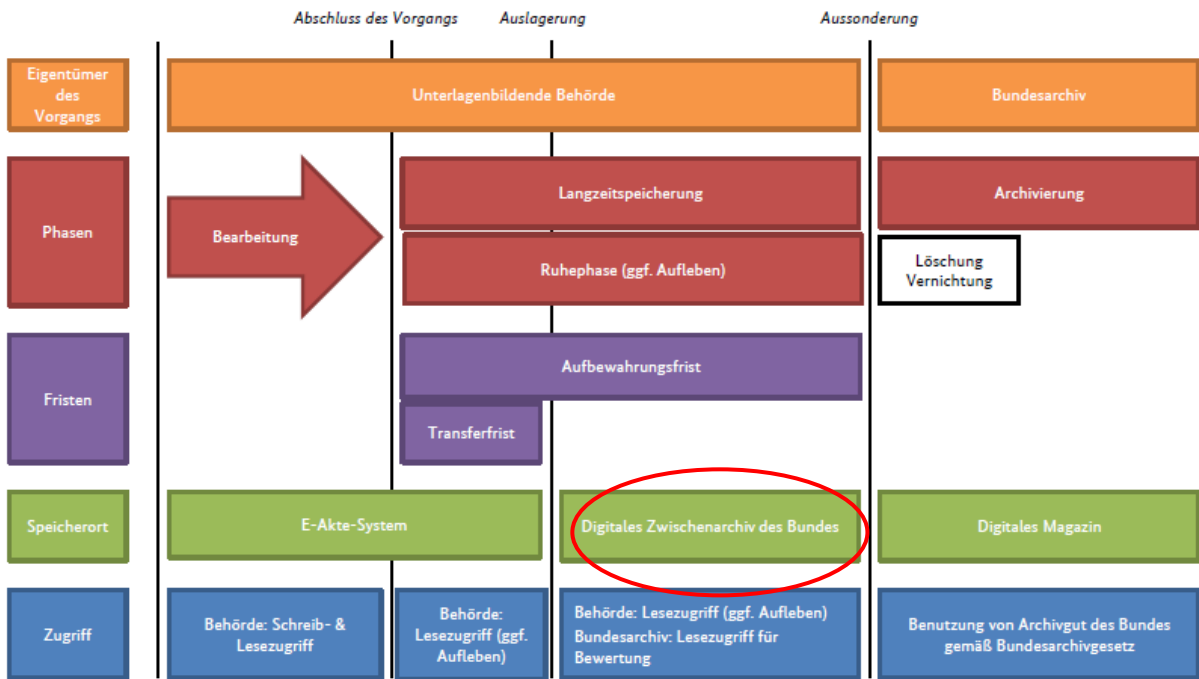 Abschluss des Vorgangs Auslagerung Aussonderung
Eigentümer
des
Vorgangs
Unterlagenbildende Behörde
Bundesarchiv
Phasen
Bearbeitung
Langzeitspeicherung
Archivierung
Ruhephase (ggf. Aufleben)
Löschung
Vernichtung
Fristen
Aufbewahrungsfrist
Transferfrist
Speicherort
E-Akte-System
Digitales Zwischenarchiv des Bundes
Digitales Magazin
Zugriff
Behörde: Schreib- &
Lesezugriff
Behörde:
Lesezugriff (ggf.
Aufleben)
Behörde: Lesezugriff (ggf. Aufleben)
Bundesarchiv: Lesezugriff für
Bewertung
Benutzung von Archivgut des Bundes
gemäß Bundesarchivgesetz